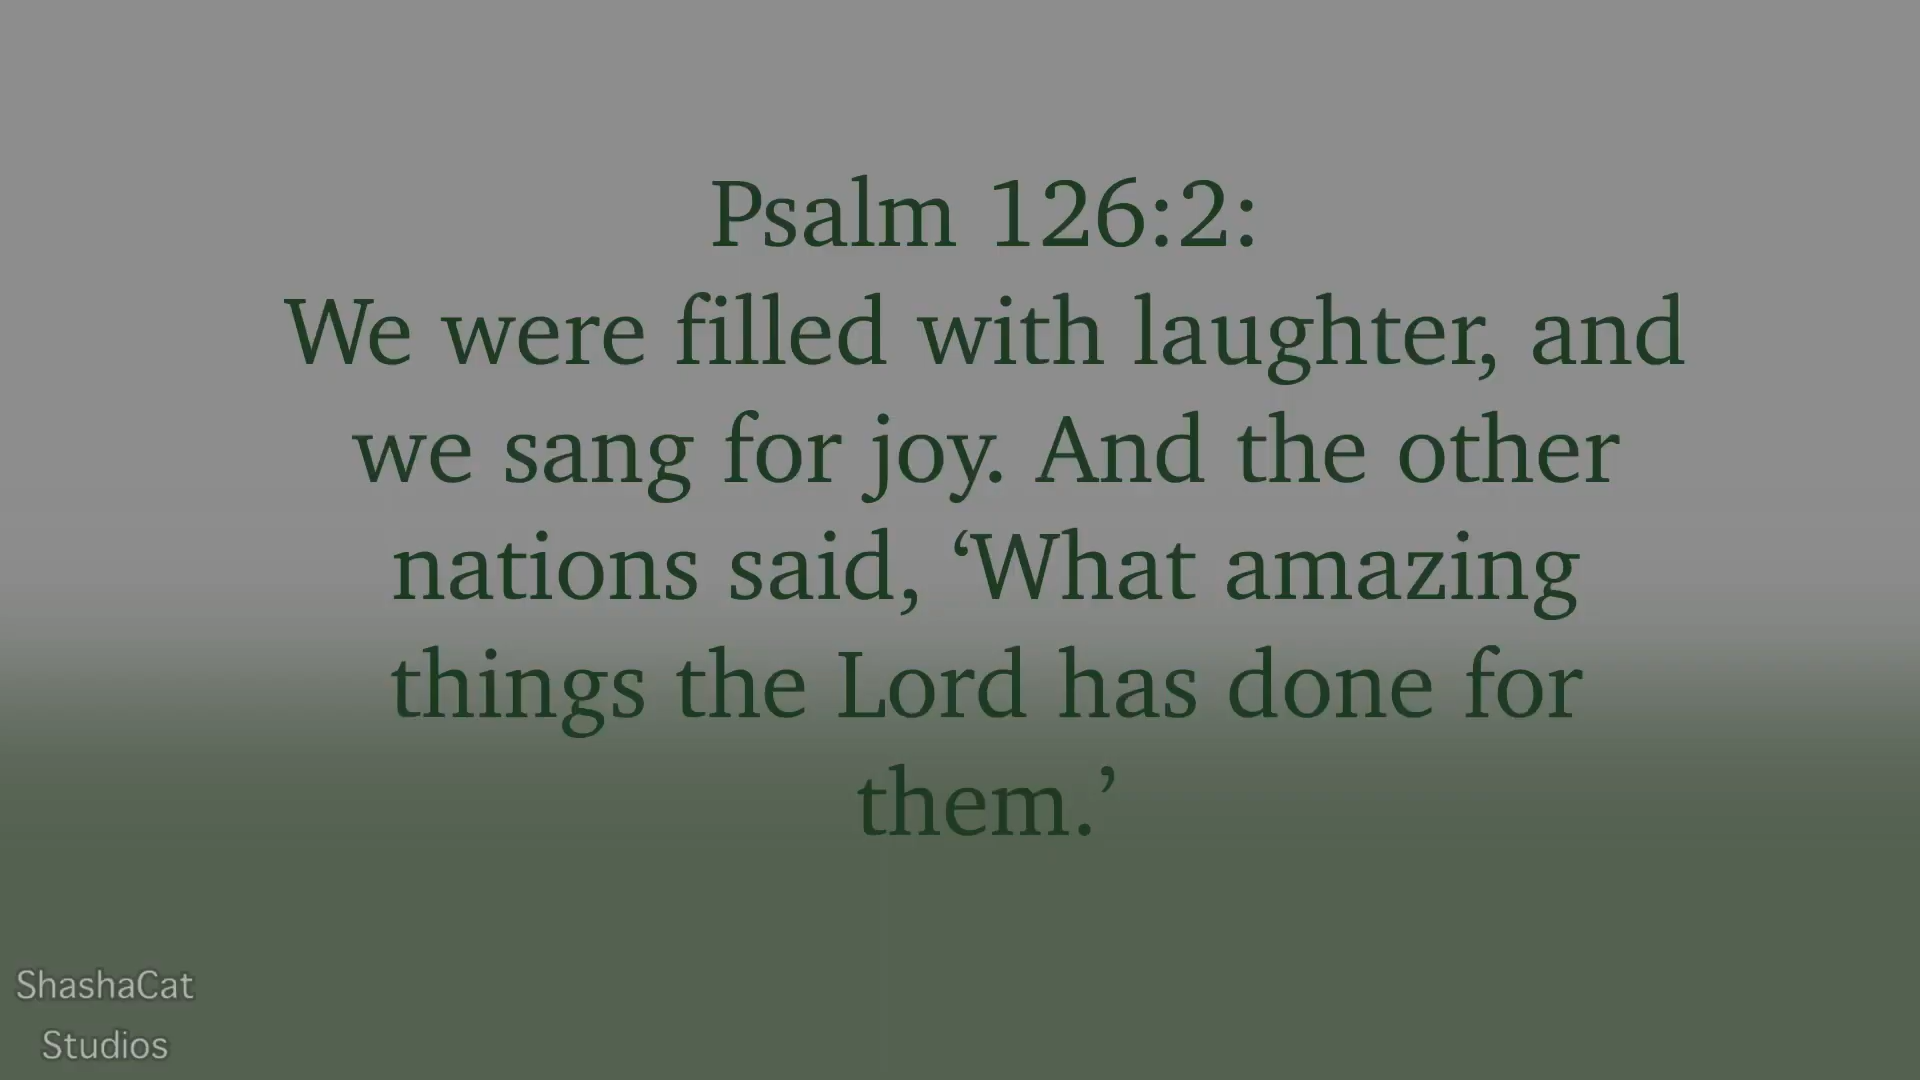 Psalm 126:2:
We were filled with laughter, and
we sang for joy. And the other
nations said, ‘What amazing
things the Lord has done for
them.’
ShashaCat
Studios